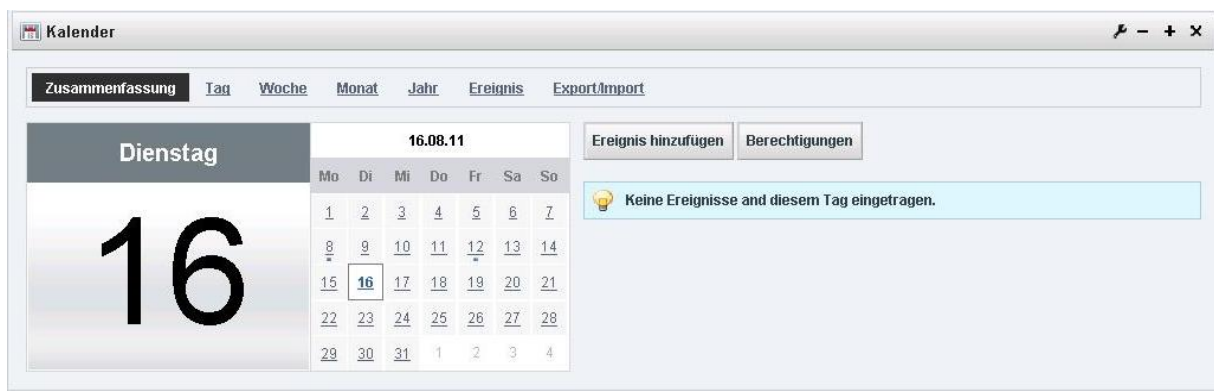 Kalender
Zusammenfassung Tag Woche Monat Jahr Ereignis Export/Import
Dienstag
16
16.08.11
Mo Di Mi Do Fr Sa So
1 2 3 4 5 6 7
8 9 10 11 12 13 14
15 16 17 18 19 20 21
22 23 24 25 26 27 28
29 30 31 1 2 3 4
Ereignis hinzufügen Berechtigungen
Keine Ereignisse and diesem Tag eingetragen.